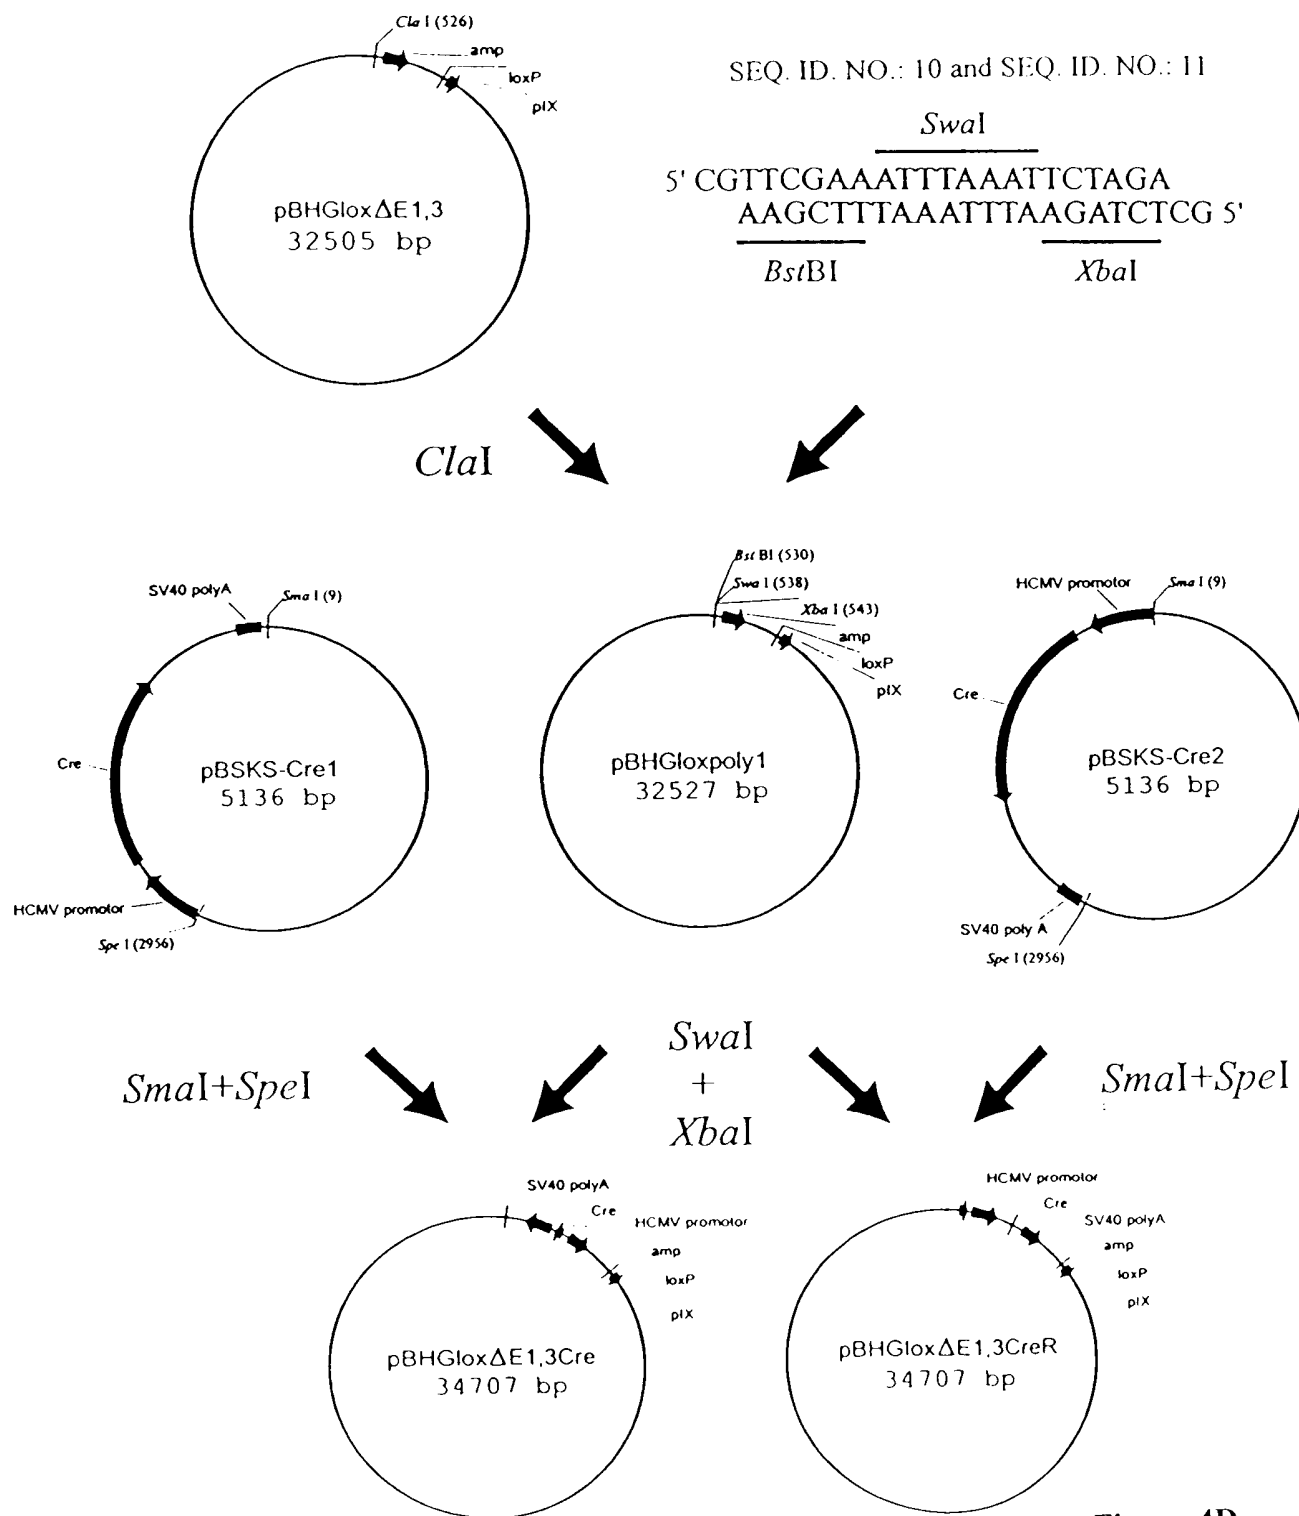 Cla I (526)
amp
loxP
pIX
pBHGloxΔE1,3
32505 bp
SEQ. ID. NO.: 10 and SEQ. ID. NO.: 11
SwaI
5' CGTTCGAAATTTAAATTCTAGA
AAGCTTTAAATTTAAGATCTCG 5'
BstBI
XbaI
ClaI
SV40 polyA
Sma I (9)
Cre
pBSKS-Cre1
5136 bp
HCMV promotor
Spe I (2956)
Bst BI (530)
Swa I (538)
Xba I (543)
amp
loxP
pIX
pBHGloxpoly1
32527 bp
HCMV promotor
Sma I (9)
Cre
pBSKS-Cre2
5136 bp
SV40 poly A
Spe I (2956)
SmaI+SpeI
SwaI
+
XbaI
SmaI+SpeI
SV40 polyA
Cre
HCMV promotor
amp
loxP
pIX
pBHGloxΔE1,3Cre
34707 bp
HCMV promotor
Cre
SV40 polyA
amp
loxP
pIX
pBHGloxΔE1,3CreR
34707 bp